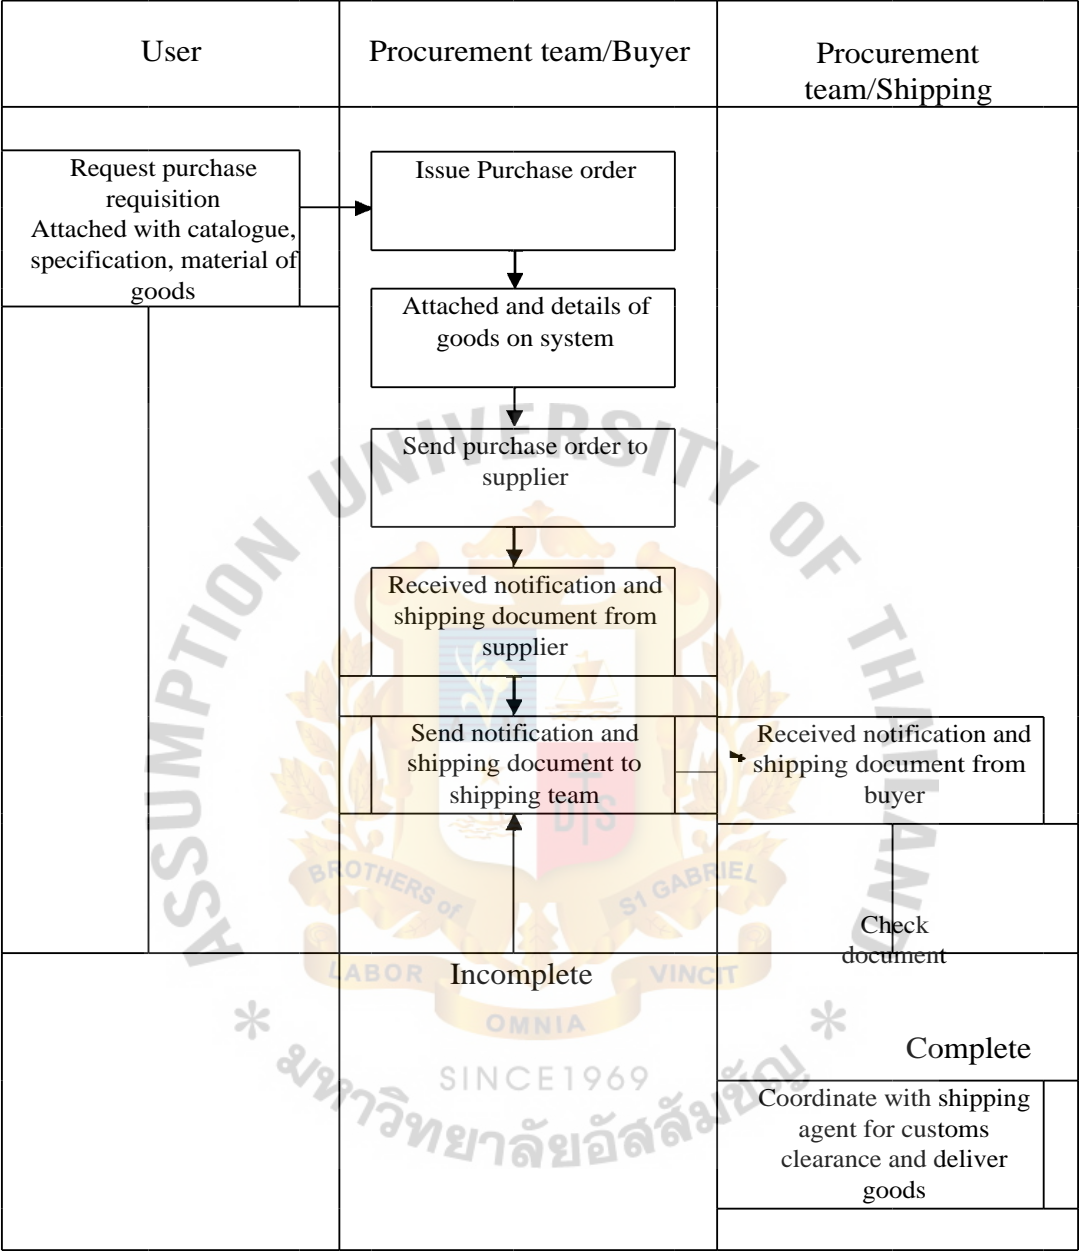 User
Procurement team/Buyer
Procurement
team/Shipping
Request purchase
requisition
Attached with catalogue,
specification, material of
goods
Issue Purchase order
Attached and details of
goods on system
Send purchase order to
supplier
Received notification and
shipping document from
supplier
Send notification and
shipping document to
shipping team
Received notification and
shipping document from
buyer
Check
document
Incomplete
Complete
Coordinate with shipping
agent for customs
clearance and deliver
goods
ASSUMPTION UNIVERSITY OF THAILAND
BROTHERS of
S1 GABRIEL
D S
LABOR
VINCIT
OMNIA
SINCE1969
* มหาวิทยาลัยอัสสัมชัญ *